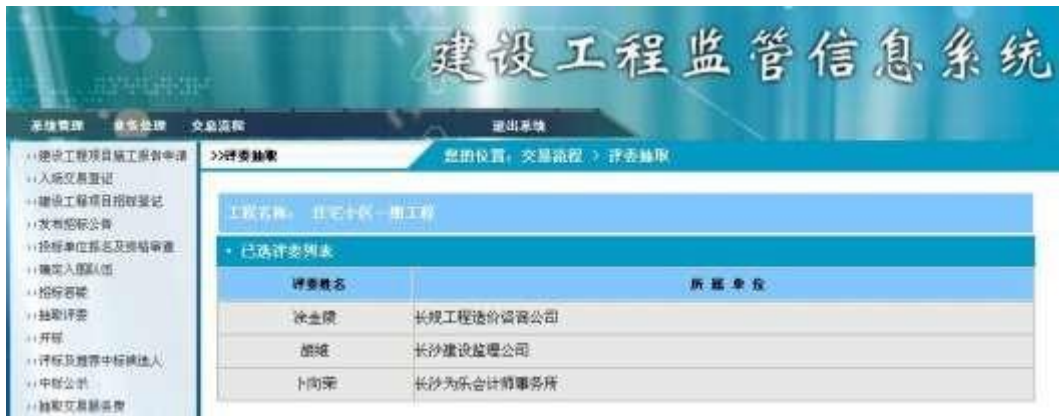 建设工程监管信息系统
系统管理 业务处理 交易流程 退出系统
>>评委抽取 您的位置：交易流程 > 评委抽取
››建设工程项目施工报告申请
››入场交易登记
››建设工程项目招标登记
››发布招标公告
››投标单位报名及资格审查
››确定入围队伍
››招标答疑
››抽取评委
››开标
››评标及推荐中标候选人
››中标公示
››抽取交易服务费
工程名称： 住宅小区一期工程
· 已选评委列表
评委姓名 所属单位
涂金陵 长规工程造价咨询公司
长沙建设监理公司
卜向荣 长沙为乐会计师事务所